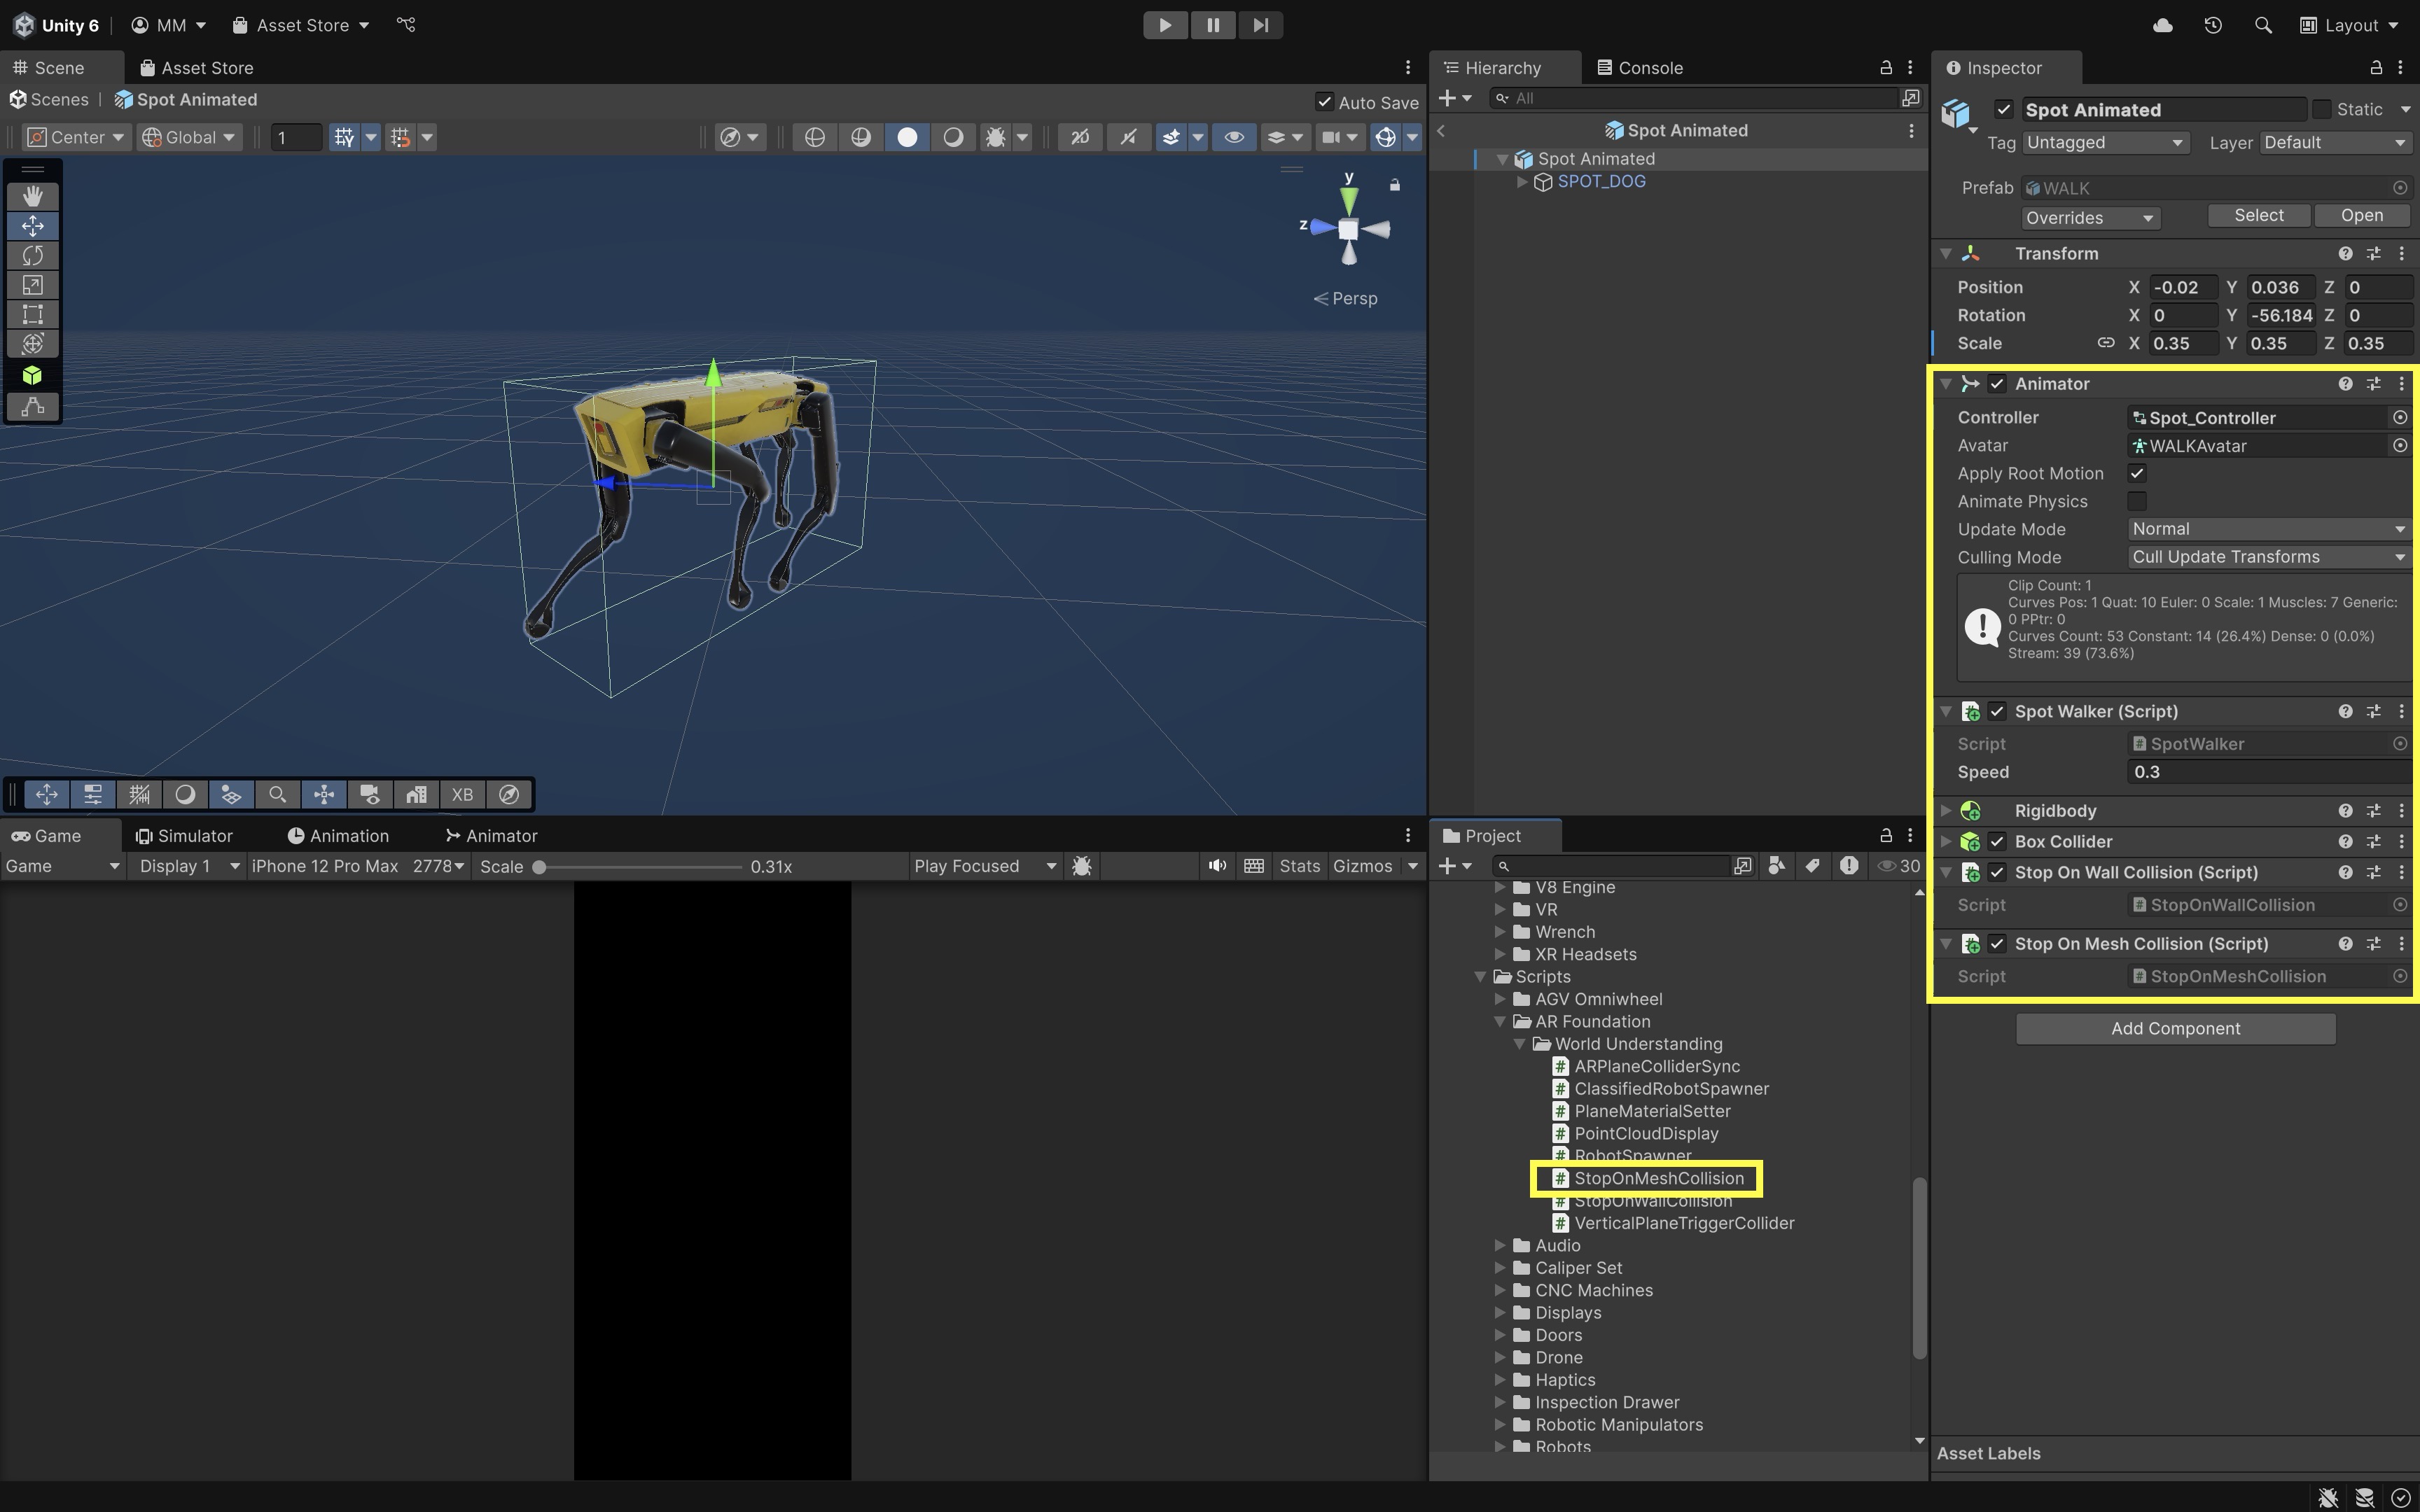 Unity 6 MM Asset Store Layout
Scene Asset Store
Scenes Spot Animated Auto Save
Center Global 1 2D
y
z
Persp
XB
Hierarchy Console
All
Spot Animated
Spot Animated
SPOT_DOG
Game Simulator Animation Animator
Game Display 1 iPhone 12 Pro Max 2778 Scale 0.31x Play Focused Stats Gizmos
Project
30
V8 Engine
VR
Wrench
XR Headsets
Scripts
AGV Omniwheel
AR Foundation
World Understanding
ARPlaneColliderSync
ClassifiedRobotSpawner
PlaneMaterialSetter
PointCloudDisplay
RobotSpawner
StopOnMeshCollision
StopOnWallCollision
VerticalPlaneTriggerCollider
Audio
Caliper Set
CNC Machines
Displays
Doors
Drone
Haptics
Inspection Drawer
Robotic Manipulators
Robots
Inspector
Spot Animated Static
Tag Untagged Layer Default
Prefab WALK
Overrides Select Open
Transform
Position X -0.02 Y 0.036 Z 0
Rotation X 0 Y -56.184 Z 0
Scale X 0.35 Y 0.35 Z 0.35
Animator
Controller Spot_Controller
Avatar WALKAvatar
Apply Root Motion
Animate Physics
Update Mode Normal
Culling Mode Cull Update Transforms
Clip Count: 1
Curves Pos: 1 Quat: 10 Euler: 0 Scale: 1 Muscles: 7 Generic:
0 PPtr: 0
Curves Count: 53 Constant: 14 (26.4%) Dense: 0 (0.0%)
Stream: 39 (73.6%)
Spot Walker (Script)
Script SpotWalker
Speed 0.3
Rigidbody
Box Collider
Stop On Wall Collision (Script)
Script StopOnWallCollision
Stop On Mesh Collision (Script)
Script StopOnMeshCollision
Add Component
Asset Labels